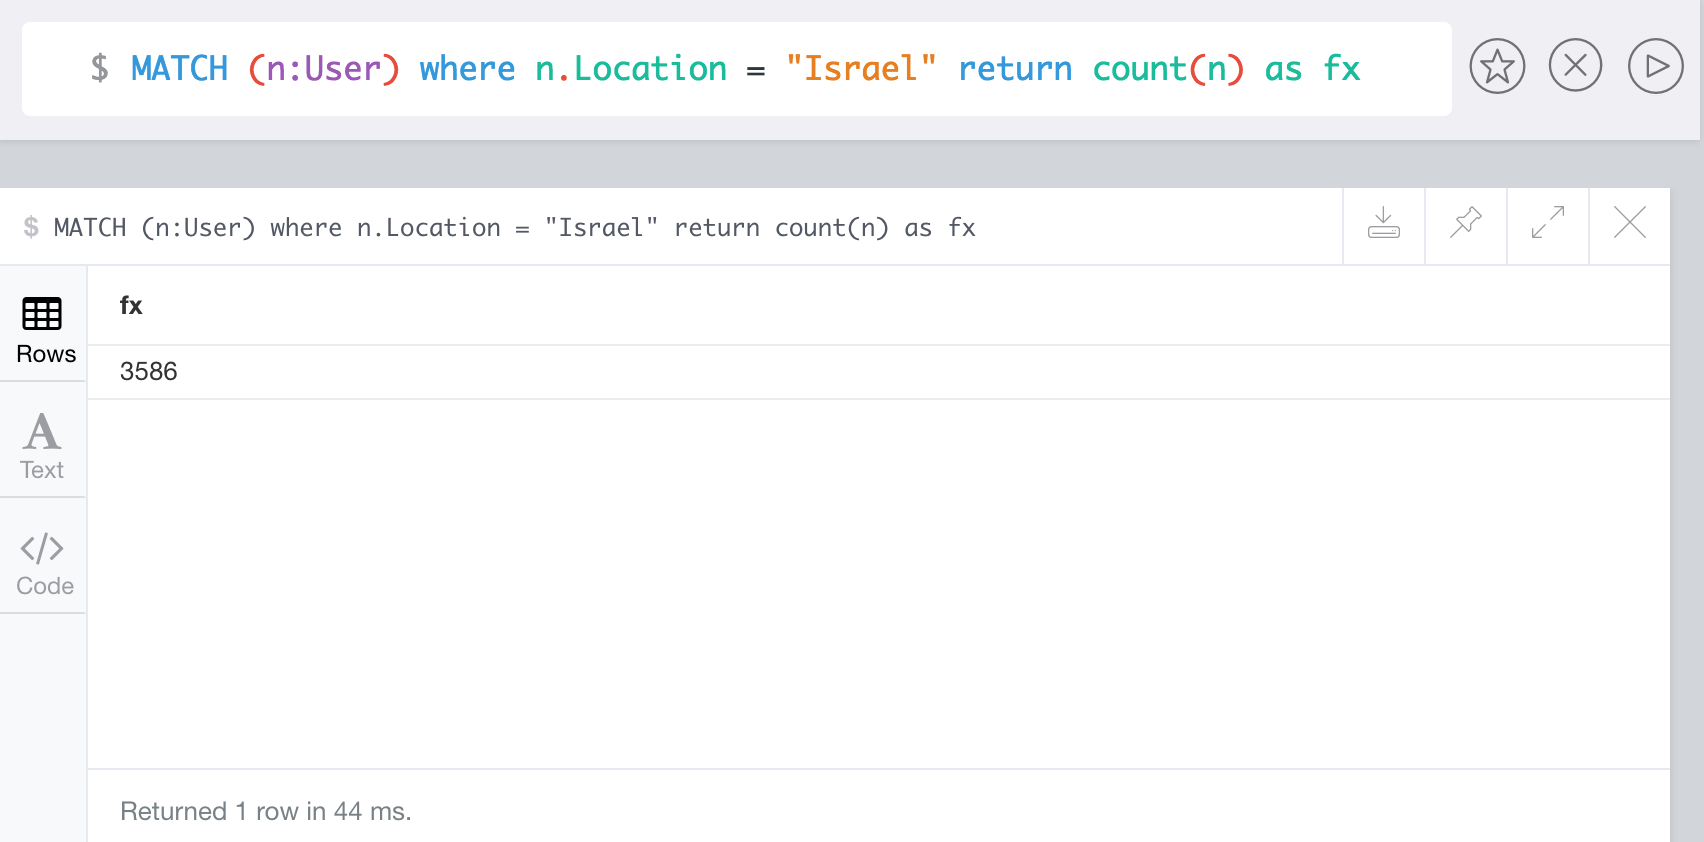 $ MATCH (n:User) where n.Location = "Israel" return count(n) as fx
$ MATCH (n:User) where n.Location = "Israel" return count(n) as fx
fx
Rows
3586
A
Text
</>
Code
Returned 1 row in 44 ms.